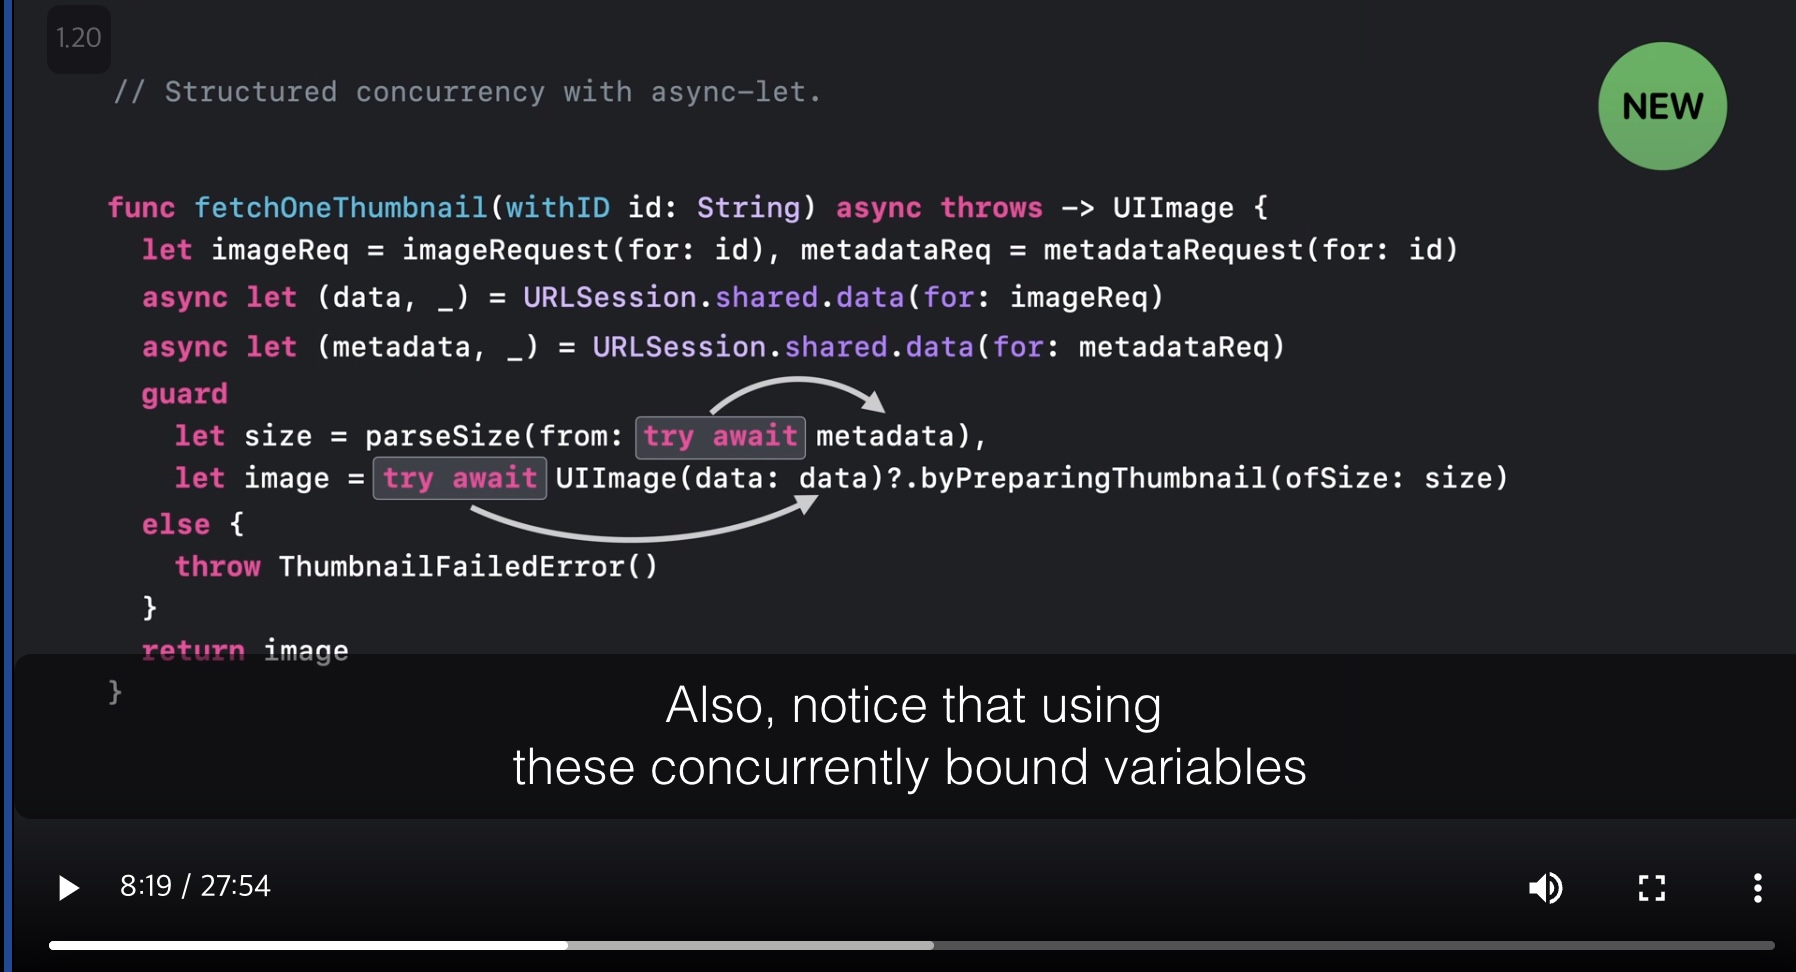 1.20
// Structured concurrency with async-let.
NEW
func fetchOneThumbnail(withID id: String) async throws -> UIImage {
  let imageReq = imageRequest(for: id), metadataReq = metadataRequest(for: id)
  async let (data, _) = URLSession.shared.data(for: imageReq)
  async let (metadata, _) = URLSession.shared.data(for: metadataReq)
  guard
    let size = parseSize(from: try await metadata),
    let image = try await UIImage(data: data)?.byPreparingThumbnail(ofSize: size)
  else {
    throw ThumbnailFailedError()
  }
  return image
}
Also, notice that using
these concurrently bound variables
8:19 / 27:54